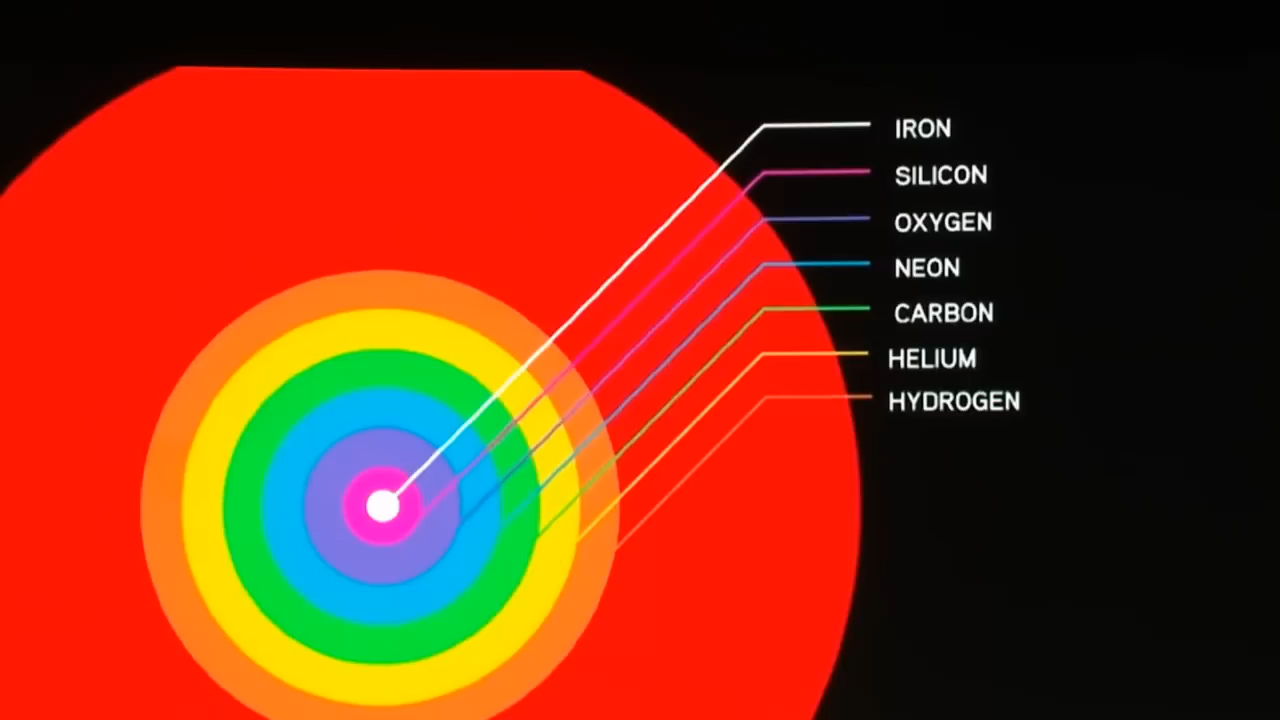 IRON
SILICON
OXYGEN
NEON
CARBON
HELIUM
HYDROGEN